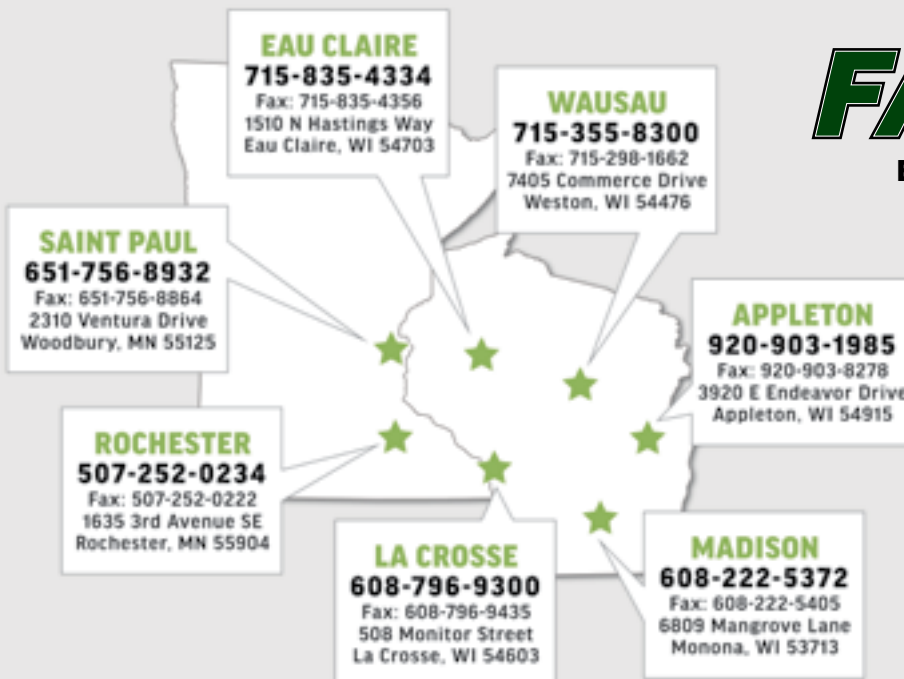 EAU CLAIRE
715-835-4334
Fax: 715-835-4356
1510 N Hastings Way
Eau Claire, WI 54703
WAUSAU
715-355-8300
Fax: 715-298-1662
7405 Commerce Drive
Weston, WI 54476
SAINT PAUL
651-756-8932
Fax: 651-756-8864
2310 Ventura Drive
Woodbury, MN 55125
APPLETON
920-903-1985
Fax: 920-903-8278
3920 E Endeavor Drive
Appleton, WI 54915
ROCHESTER
507-252-0234
Fax: 507-252-0222
1635 3rd Avenue SE
Rochester, MN 55904
LA CROSSE
608-796-9300
Fax: 608-796-9435
508 Monitor Street
La Crosse, WI 54603
MADISON
608-222-5372
Fax: 608-222-5405
6809 Mangrove Lane
Monona, WI 53713